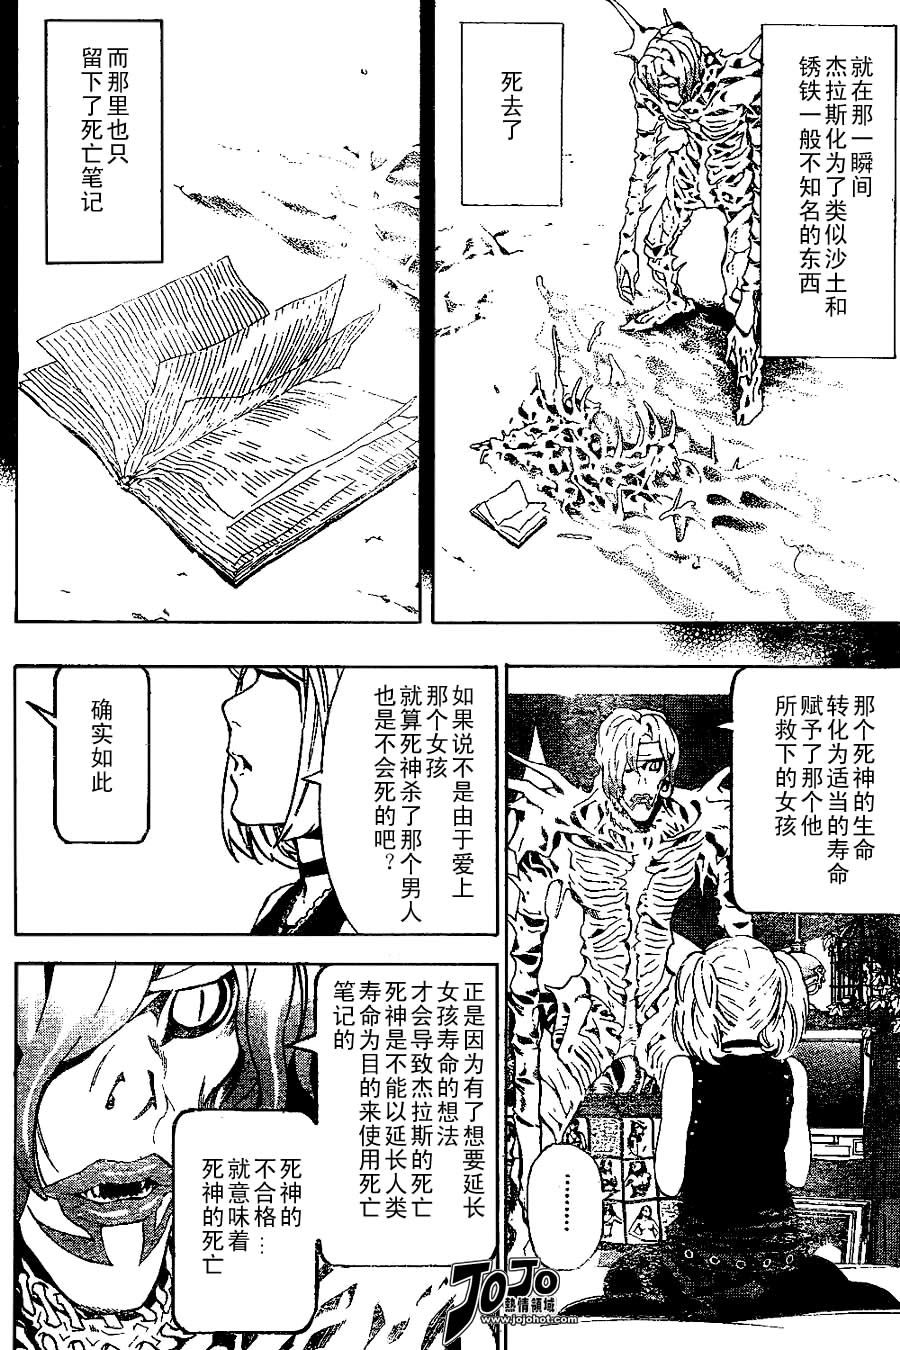 就在那一瞬间
杰拉斯化为了类似沙土和
锈铁一般不知名的东西
死去了
而那里也只
留下了死亡笔记
那个死神的生命
转化为适当的寿命
赋予了那个他
所救下的女孩
………
如果说不是由于爱上
那个女孩
就算死神杀了那个男人
也是不会死的吧？
确实如此
正是因为有了想要延长
女孩寿命的想法
才会导致杰拉斯的死亡
死神是不能以延长人类
寿命为目的来使用死亡
笔记的
死神的
不合格…
就意味着
死神的死亡
JOJO
熱情領域
www.jojohot.com